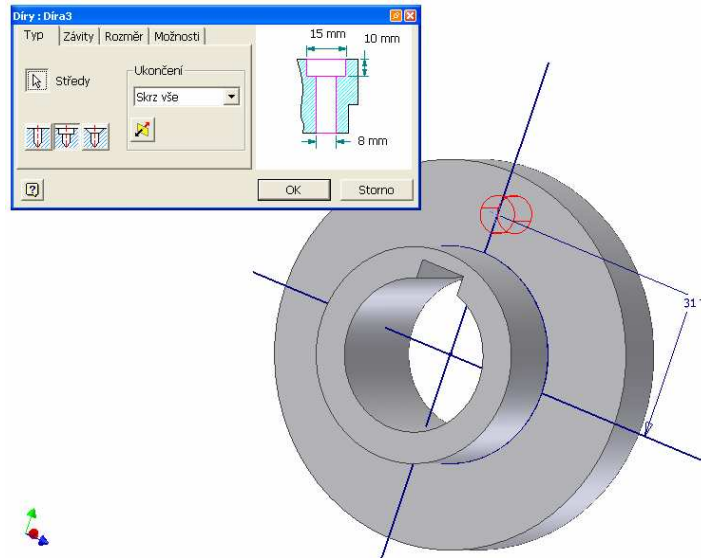 Díry : Díra3
Typ Závity Rozměr Možnosti
Středy
Ukončení
Skrz vše
15 mm
10 mm
8 mm
OK Storno
31